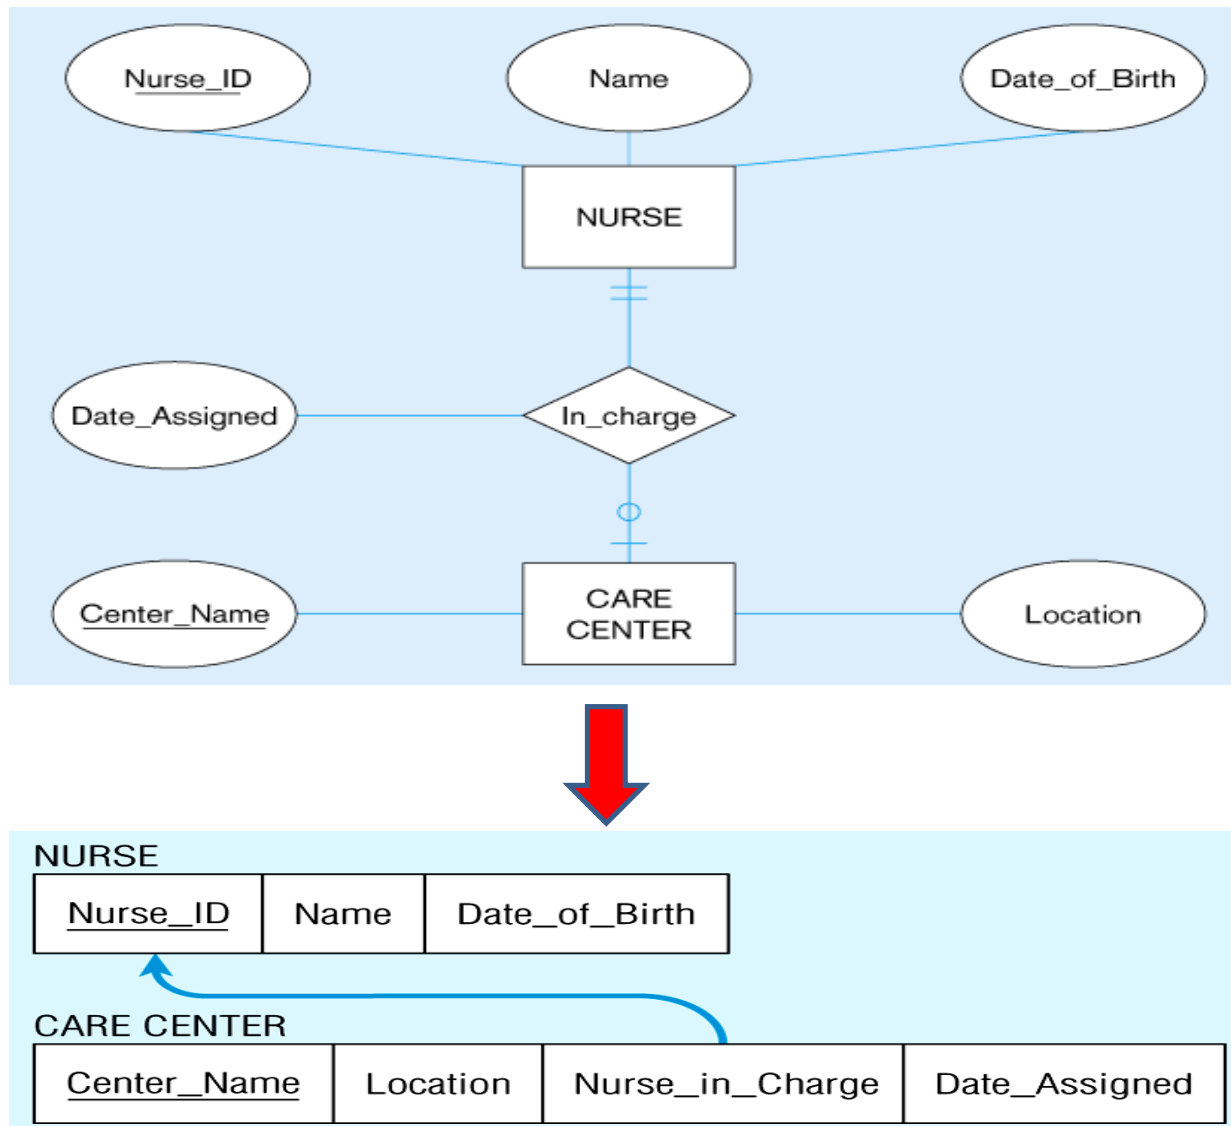 Nurse_ID
Name
Date_of_Birth
NURSE
Date_Assigned
In_charge
Center_Name
CARE
CENTER
Location
NURSE
Nurse_ID
Name
Date_of_Birth
CARE CENTER
Center_Name
Location
Nurse_in_Charge
Date_Assigned